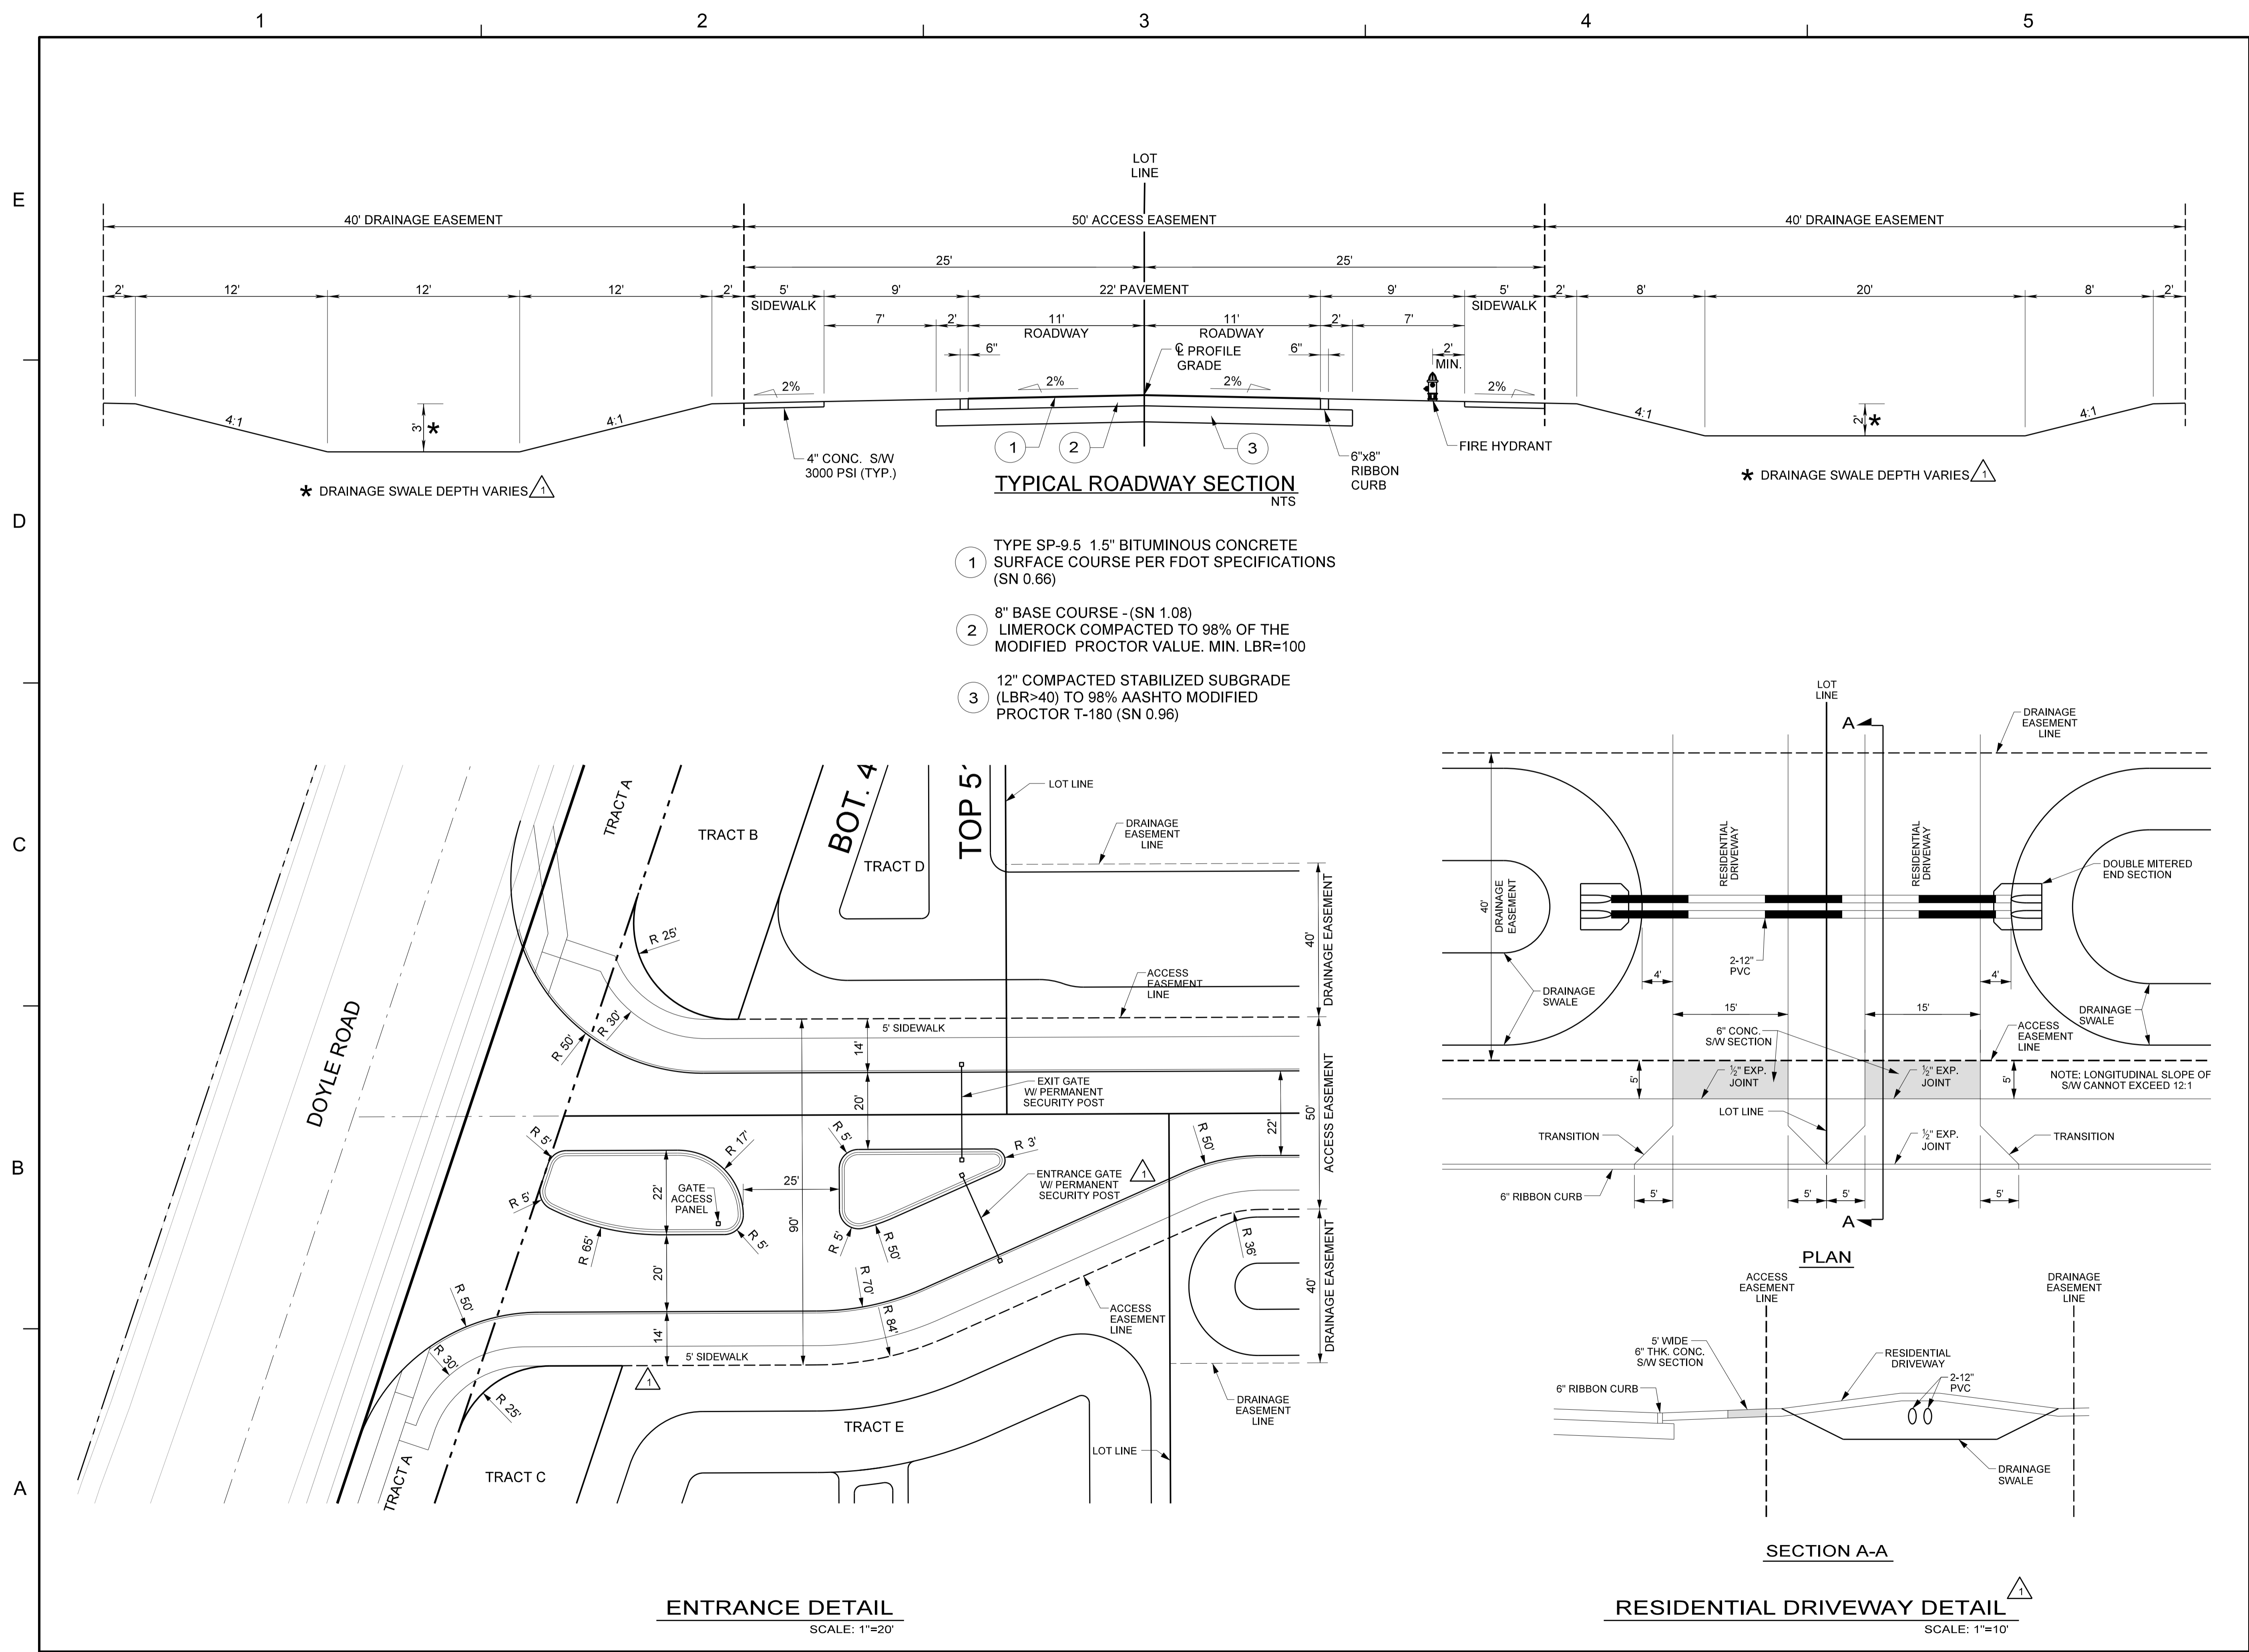 1 2 3 4 5
E
D
C
B
A
LOT
LINE
40' DRAINAGE EASEMENT
50' ACCESS EASEMENT
40' DRAINAGE EASEMENT
25'
25'
2' 12' 12' 12' 2' 5' 9' 22' PAVEMENT 9' 5' 2' 8' 20' 8' 2'
SIDEWALK
SIDEWALK
7' 2' 11' 11' 2' 7'
ROADWAY
ROADWAY
6"
℄ PROFILE
GRADE
6"
2'
MIN.
2%
2%
2%
2%
4:1
3' *
4:1
4:1
2' *
4:1
4" CONC. S/W
3000 PSI (TYP.)
1
2
3
6"x8"
RIBBON
CURB
FIRE HYDRANT
* DRAINAGE SWALE DEPTH VARIES 1
* DRAINAGE SWALE DEPTH VARIES 1
TYPICAL ROADWAY SECTION
NTS
1
TYPE SP-9.5 1.5" BITUMINOUS CONCRETE
SURFACE COURSE PER FDOT SPECIFICATIONS
(SN 0.66)
2
8" BASE COURSE -(SN 1.08)
LIMEROCK COMPACTED TO 98% OF THE
MODIFIED PROCTOR VALUE. MIN. LBR=100
3
12" COMPACTED STABILIZED SUBGRADE
(LBR>40) TO 98% AASHTO MODIFIED
PROCTOR T-180 (SN 0.96)
DOYLE ROAD
TRACT A
TRACT B
BOT. 4
TRACT D
TOP 5'
LOT LINE
DRAINAGE
EASEMENT
LINE
R 25'
40'
DRAINAGE EASEMENT
ACCESS
EASEMENT
LINE
R 50'
R 30'
5' SIDEWALK
14'
20'
EXIT GATE
W/ PERMANENT
SECURITY POST
50'
ACCESS EASEMENT
22'
R 5'
R 17'
R 5'
R 3'
R 50'
ENTRANCE GATE
W/ PERMANENT
SECURITY POST
1
25'
22'
GATE
ACCESS
PANEL
R 5'
R 65'
R 5'
90'
R 5'
R 50'
R 36'
20'
R 70'
R 84'
R 50'
40'
DRAINAGE EASEMENT
ACCESS
EASEMENT
LINE
14'
R 30'
5' SIDEWALK
1
R 25'
DRAINAGE
EASEMENT
LINE
TRACT E
LOT LINE
TRACT A
TRACT C
ENTRANCE DETAIL
SCALE: 1"=20'
LOT
LINE
A
DRAINAGE
EASEMENT
LINE
RESIDENTIAL
DRIVEWAY
RESIDENTIAL
DRIVEWAY
DOUBLE MITERED
END SECTION
40'
DRAINAGE
EASEMENT
2-12"
PVC
4'
4'
DRAINAGE
SWALE
15'
15'
DRAINAGE
SWALE
6" CONC.
S/W SECTION
ACCESS
EASEMENT
LINE
5'
½" EXP.
JOINT
½" EXP.
JOINT
5'
NOTE: LONGITUDINAL SLOPE OF
S/W CANNOT EXCEED 12:1
LOT LINE
TRANSITION
½" EXP.
JOINT
TRANSITION
6" RIBBON CURB
5'
5'
5'
5'
A
PLAN
ACCESS
EASEMENT
LINE
DRAINAGE
EASEMENT
LINE
5' WIDE
6" THK. CONC.
S/W SECTION
RESIDENTIAL
DRIVEWAY
6" RIBBON CURB
2-12"
PVC
DRAINAGE
SWALE
SECTION A-A
RESIDENTIAL DRIVEWAY DETAIL 1
SCALE: 1"=10'